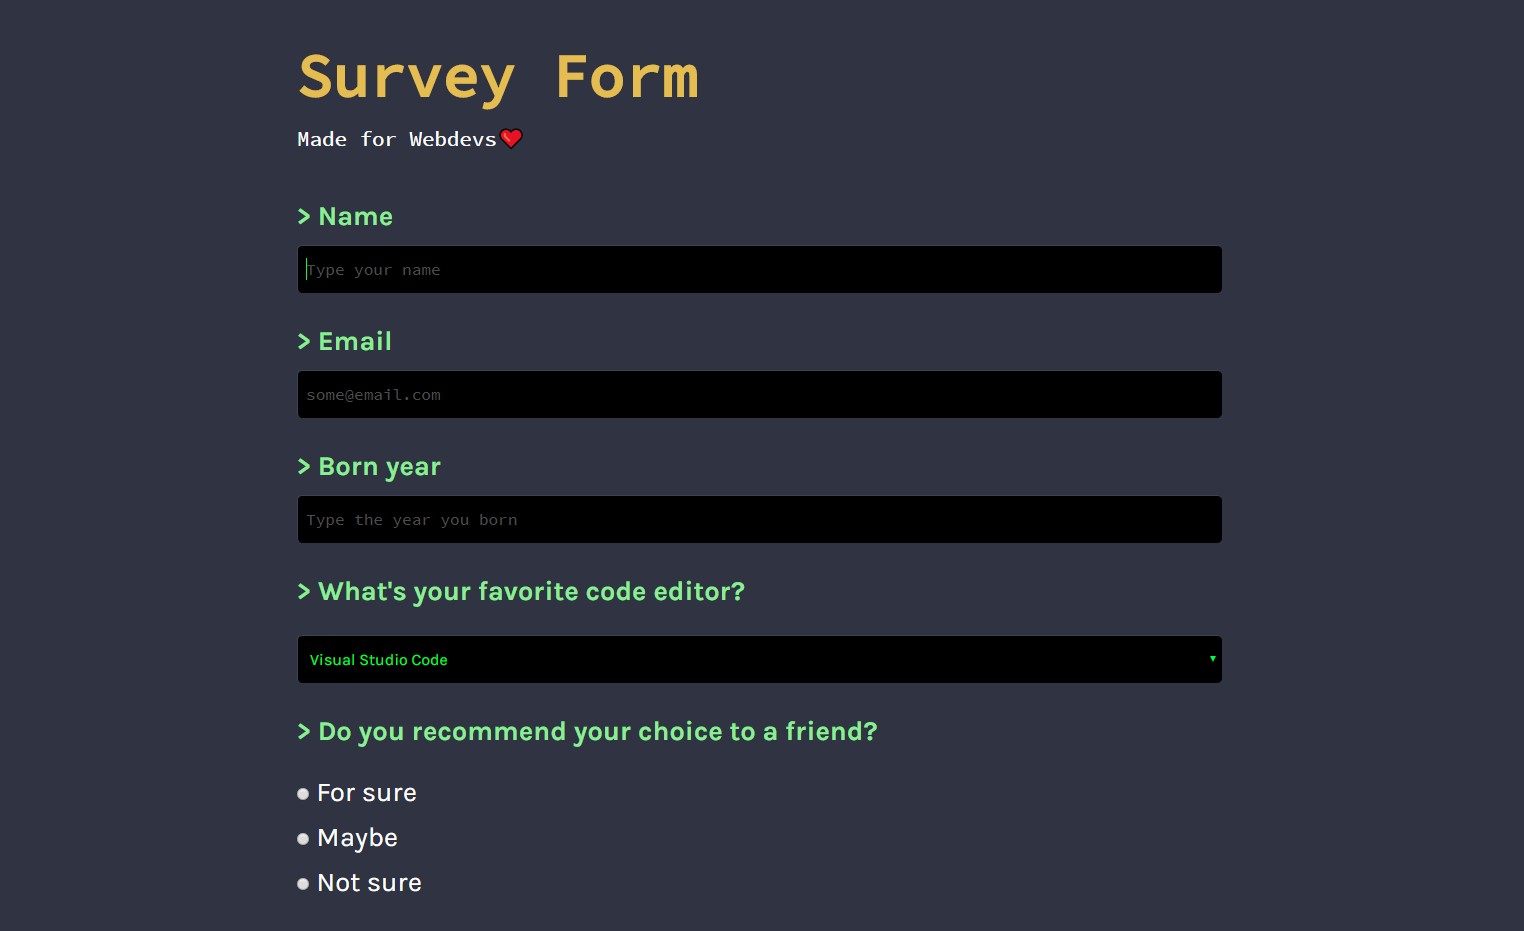 Survey Form
Made for Webdevs❤️
> Name
Type your name
> Email
some@email.com
> Born year
Type the year you born
> What's your favorite code editor?
Visual Studio Code
> Do you recommend your choice to a friend?
For sure
Maybe
Not sure